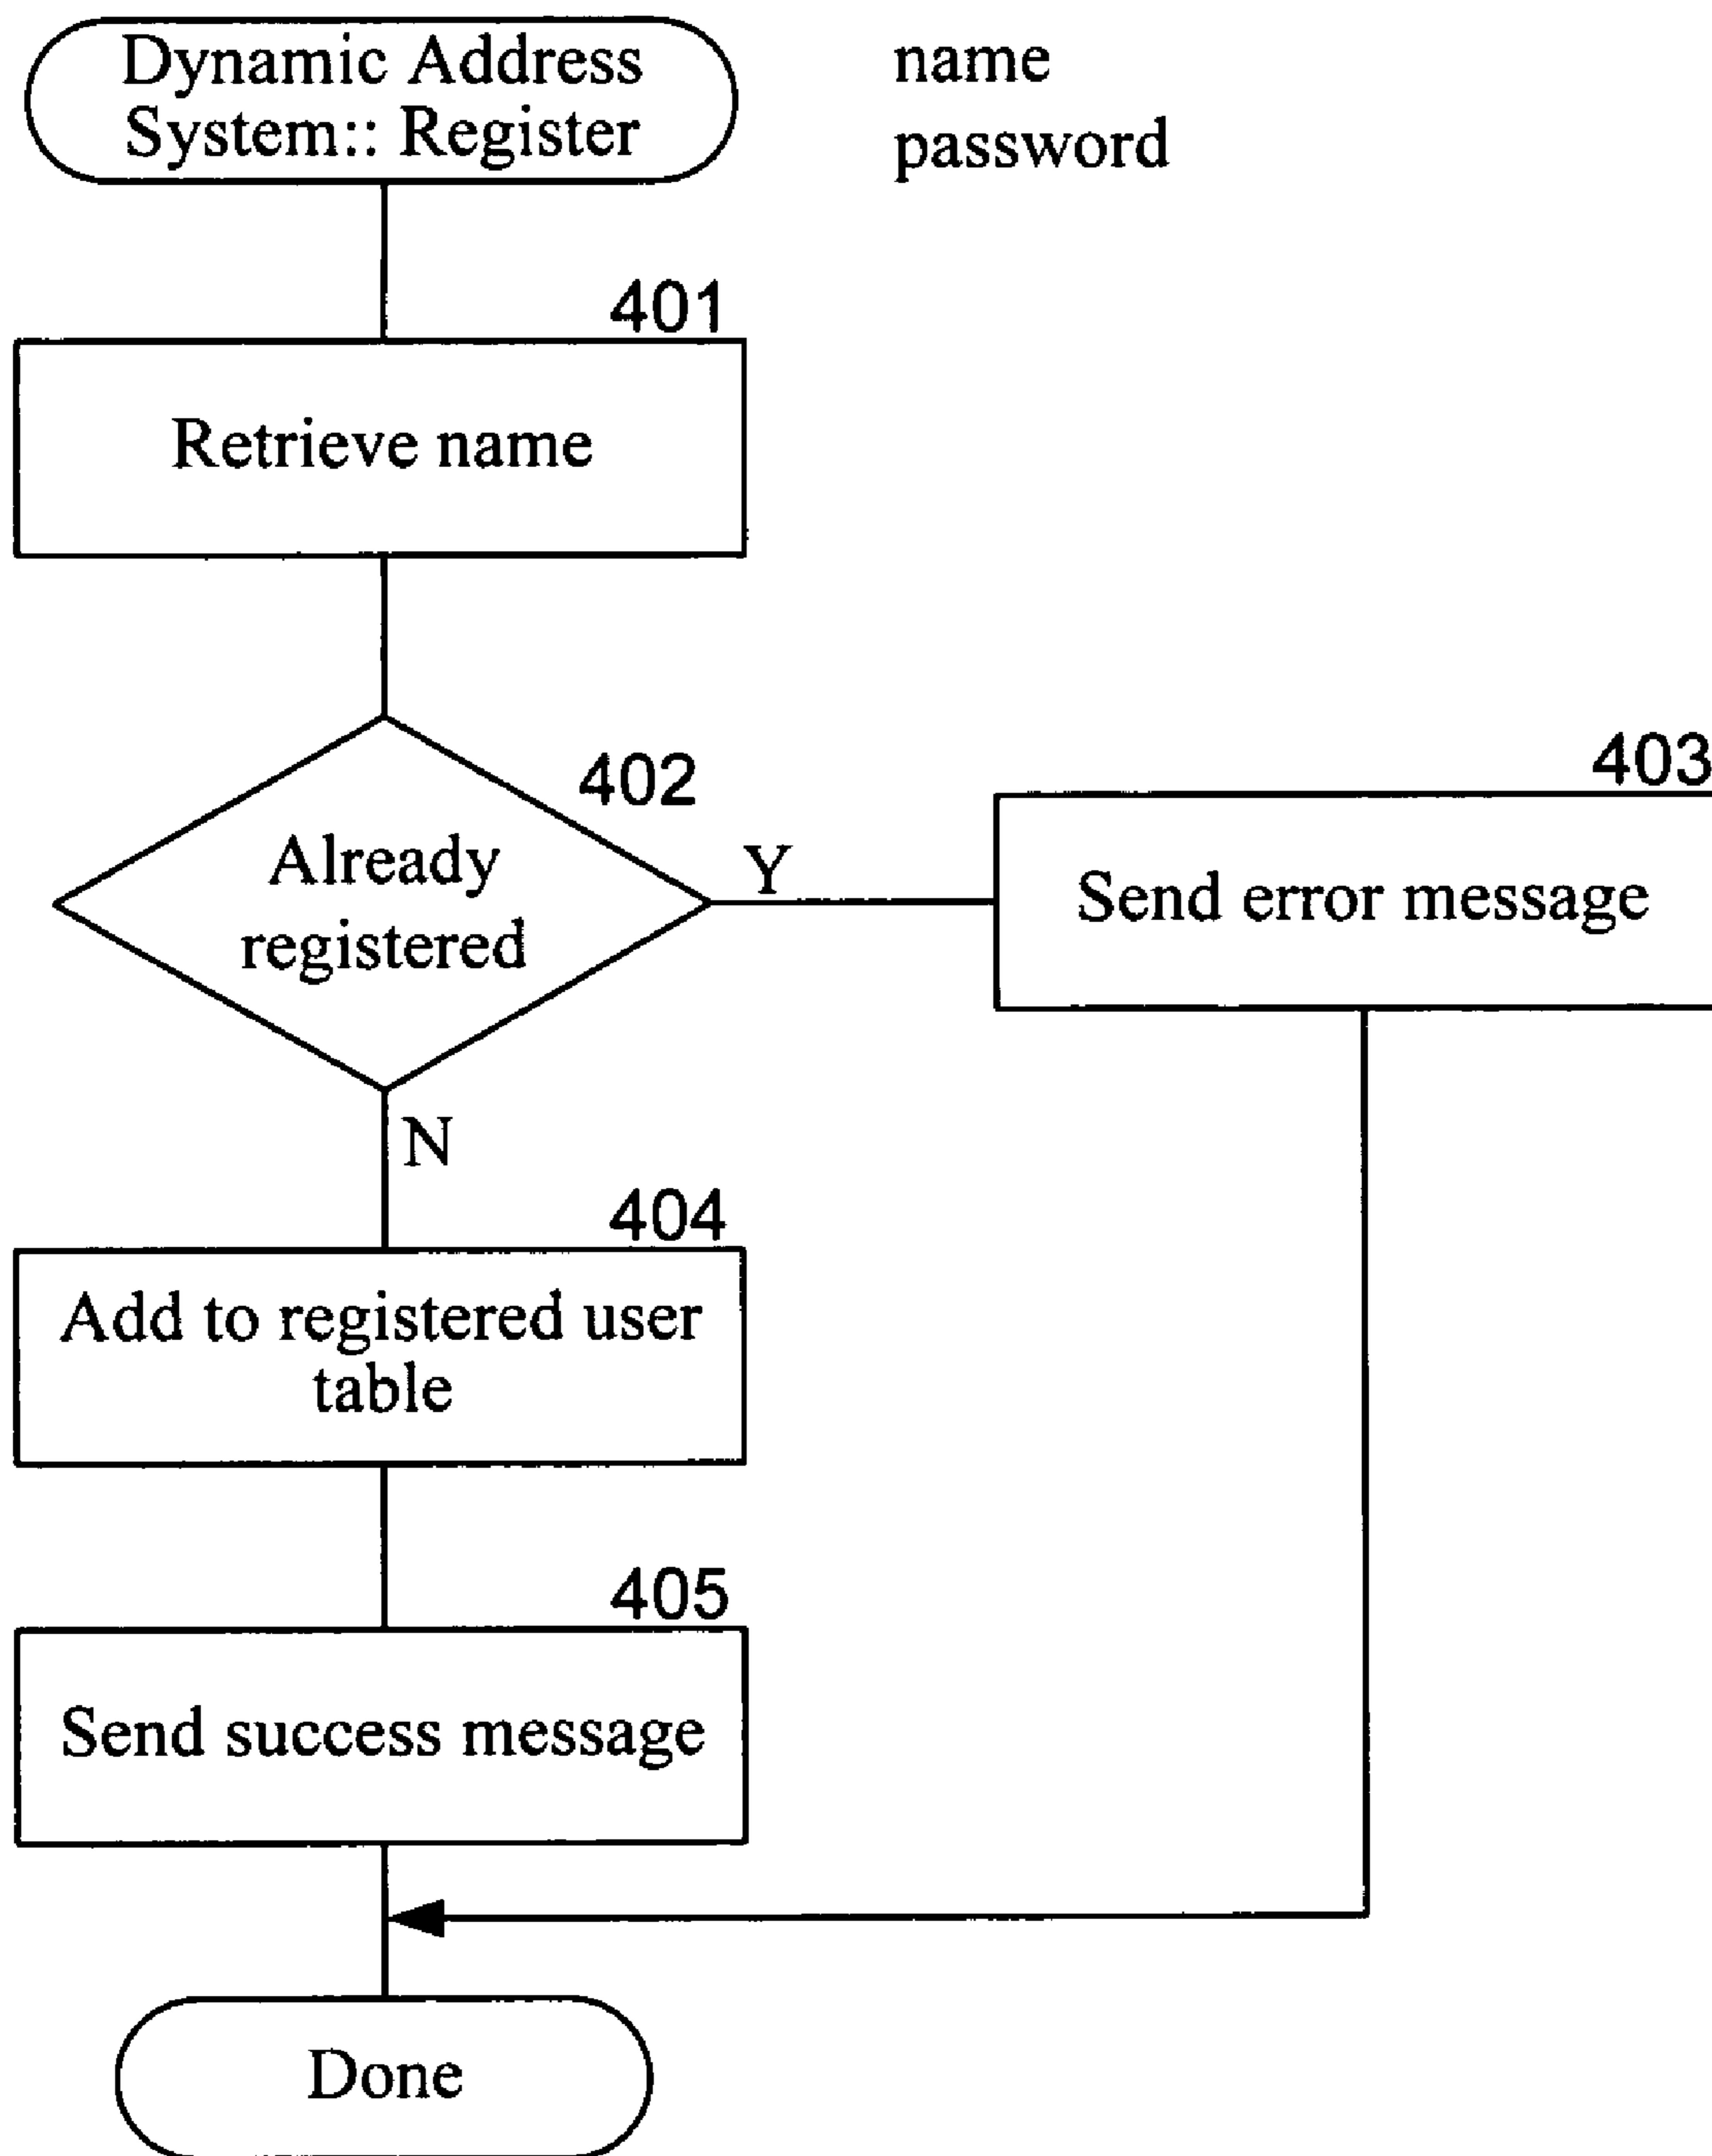 Dynamic Address
System:: Register
name
password
401
Retrieve name
402
Already
registered
Y
403
Send error message
N
404
Add to registered user
table
405
Send success message
Done